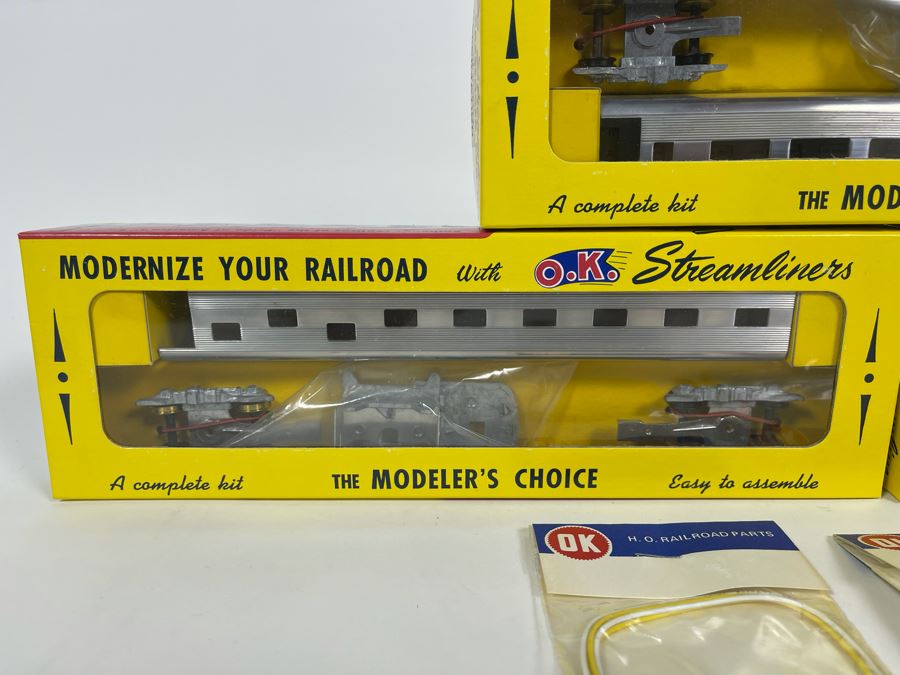 A complete kit THE MOD
MODERNIZE YOUR RAILROAD with O.K. Streamliners
A complete kit THE MODELER'S CHOICE Easy to assemble
OK H.O. RAILROAD PARTS